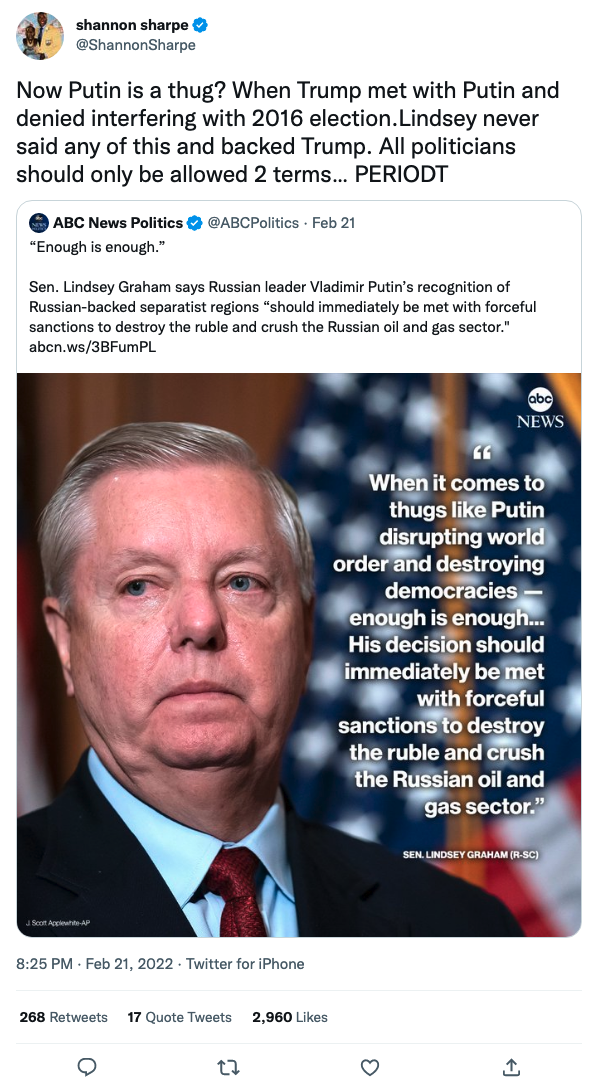 shannon sharpe
@ShannonSharpe
Now Putin is a thug? When Trump met with Putin and
denied interfering with 2016 election.Lindsey never
said any of this and backed Trump. All politicians
should only be allowed 2 terms... PERIODT
ABC News Politics @ABCPolitics · Feb 21
“Enough is enough.”
Sen. Lindsey Graham says Russian leader Vladimir Putin’s recognition of
Russian-backed separatist regions “should immediately be met with forceful
sanctions to destroy the ruble and crush the Russian oil and gas sector."
abcn.ws/3BFumPL
abc
NEWS
“
When it comes to
thugs like Putin
disrupting world
order and destroying
democracies —
enough is enough...
His decision should
immediately be met
with forceful
sanctions to destroy
the ruble and crush
the Russian oil and
gas sector.”
SEN. LINDSEY GRAHAM (R-SC)
J Scott Applewhite-AP
8:25 PM · Feb 21, 2022 · Twitter for iPhone
268 Retweets 17 Quote Tweets 2,960 Likes